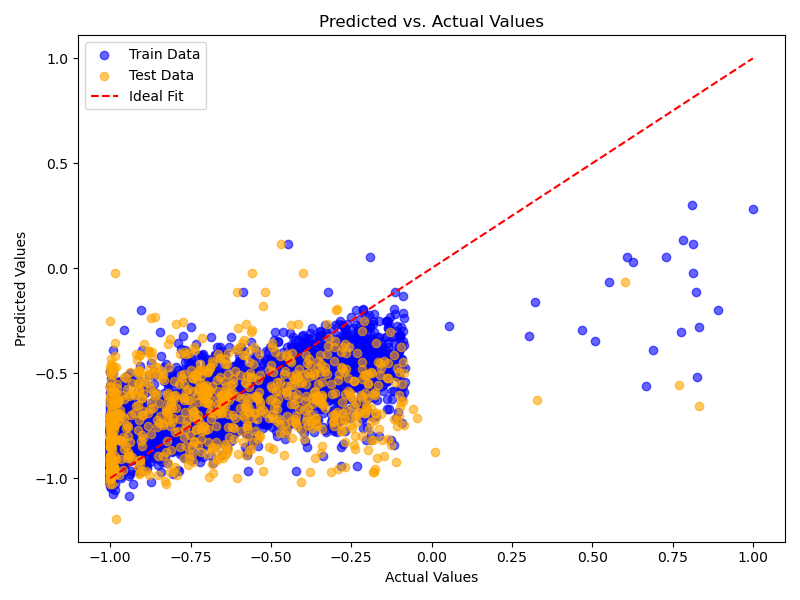 Predicted vs. Actual Values
Train Data
Test Data
Ideal Fit
1.0
0.5
0.0
−0.5
−1.0
Predicted Values
−1.00 −0.75 −0.50 −0.25 0.00 0.25 0.50 0.75 1.00
Actual Values